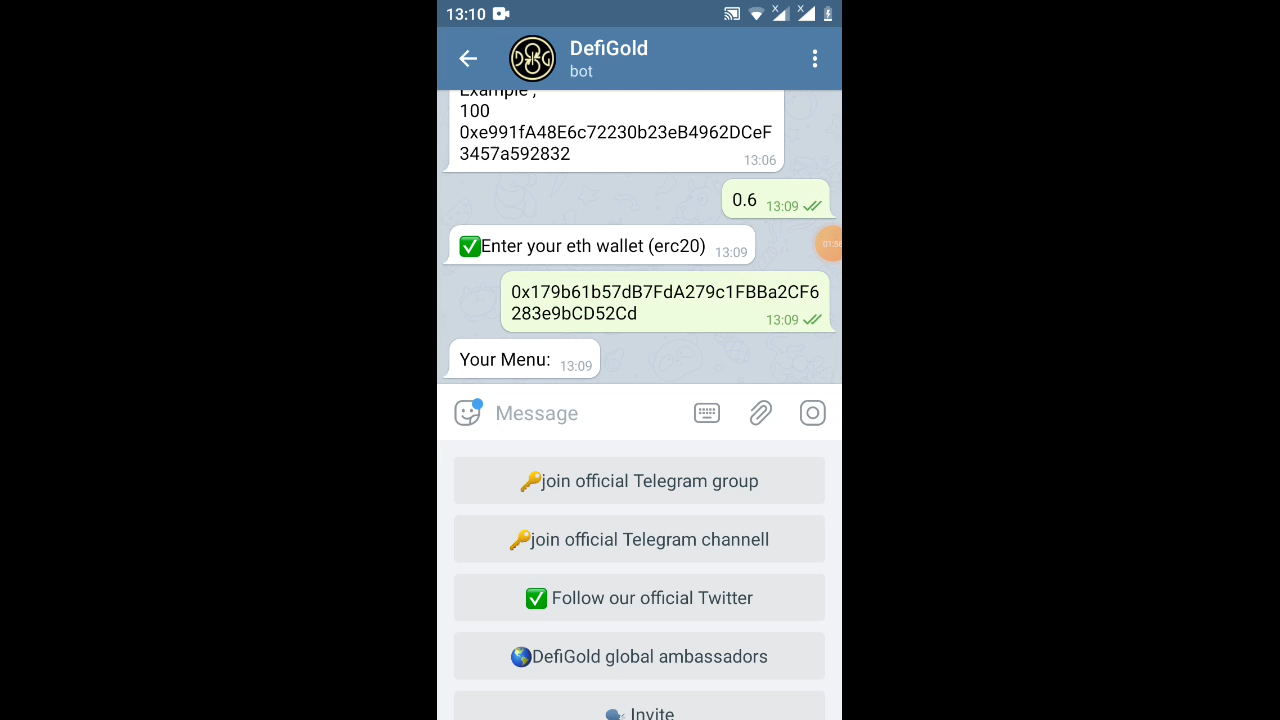 13:10
DefiGold
bot
Example ;
100
0xe991fA48E6c72230b23eB4962DCeF
3457a592832
13:06
0.6 13:09
✅Enter your eth wallet (erc20) 13:09
0x179b61b57dB7FdA279c1FBBa2CF6
283e9bCD52Cd
13:09
Your Menu: 13:09
Message
🔑join official Telegram group
🔑join official Telegram channell
✅ Follow our official Twitter
🌎DefiGold global ambassadors
🗣 Invite